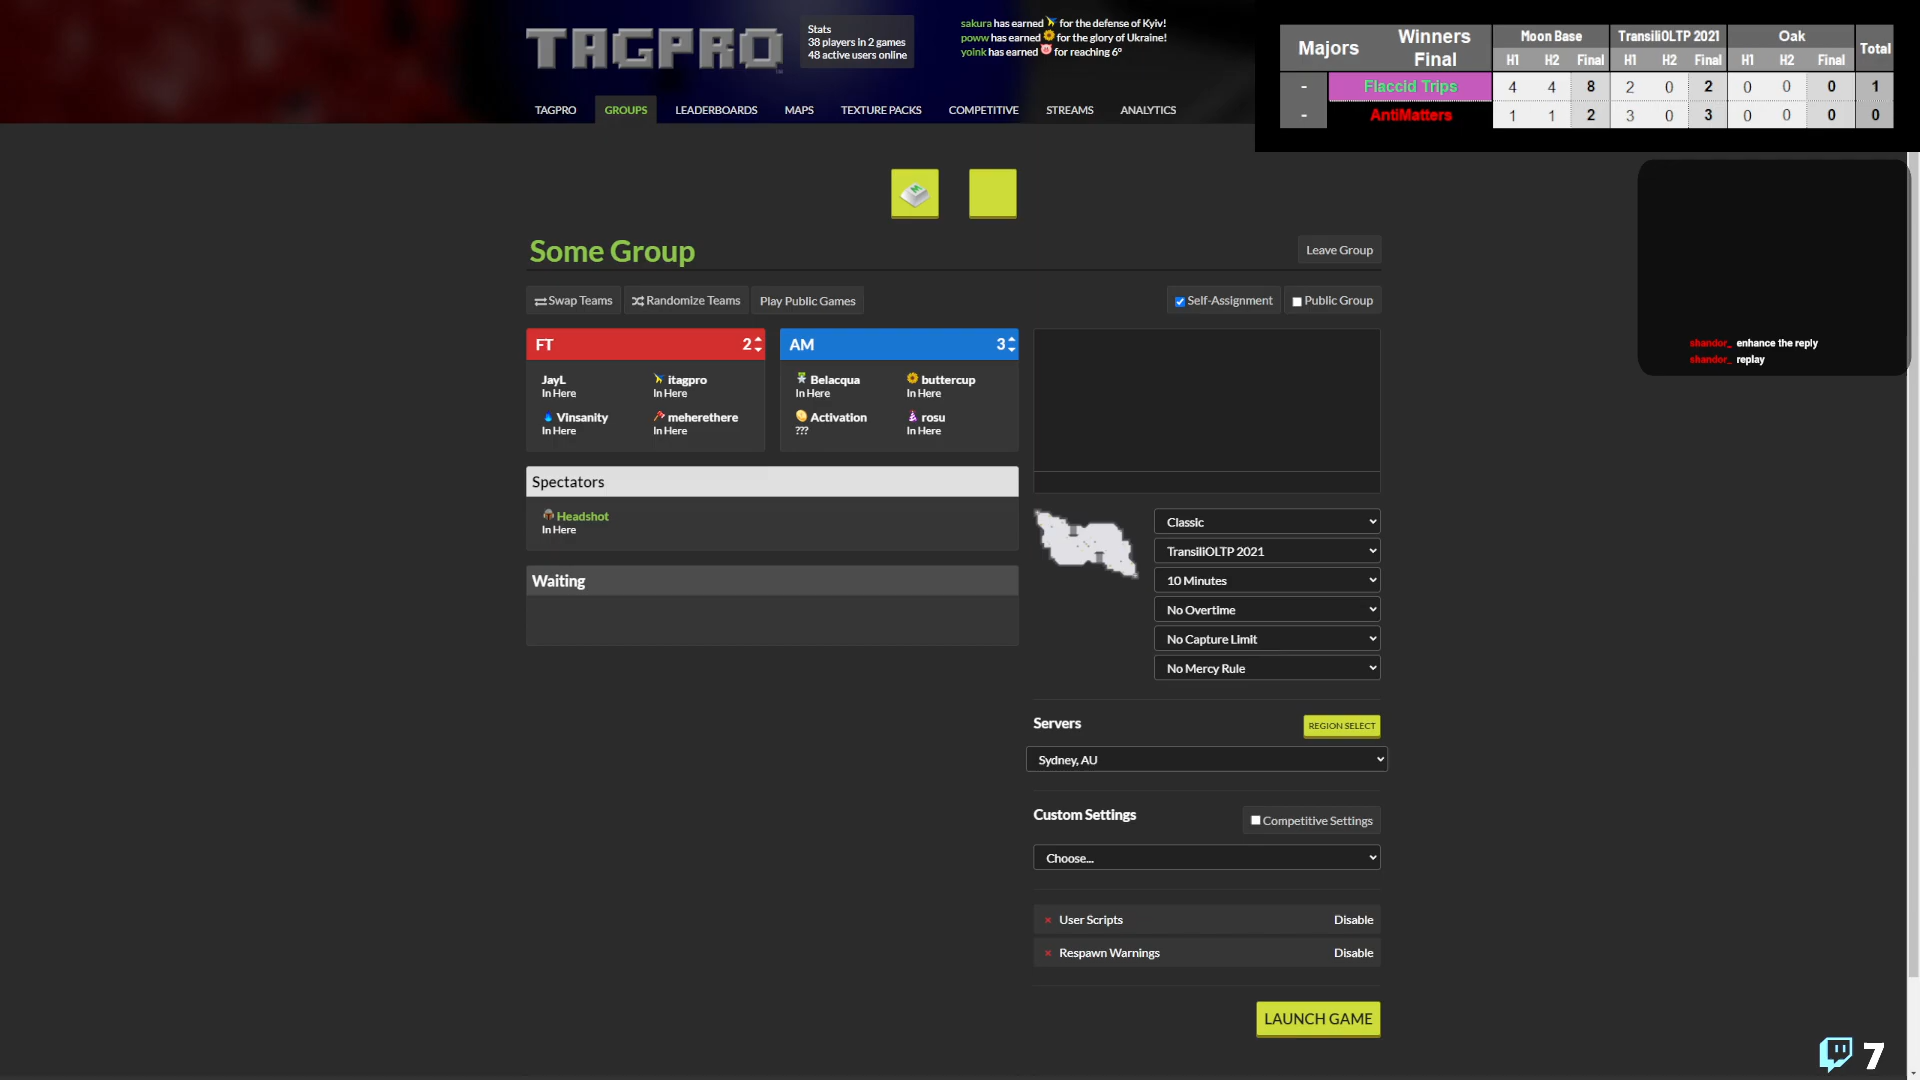 TAGPRO
Stats
38 players in 2 games
48 active users online
sakura has earned for the defense of Kyiv!
poww has earned for the glory of Ukraine!
yoink has earned for reaching 6°
TAGPRO GROUPS LEADERBOARDS MAPS TEXTURE PACKS COMPETITIVE STREAMS ANALYTICS
Majors Winners Final Moon Base TransiliOLTP 2021 Oak Total
H1 H2 Final H1 H2 Final H1 H2 Final
- Flaccid Trips 4 4 8 2 0 2 0 0 0 1
- AntiMatters 1 1 2 3 0 3 0 0 0 0
M
Some Group
Leave Group
Swap Teams Randomize Teams Play Public Games
Self-Assignment Public Group
FT 2
AM 3
JayL itagpro
In Here In Here
Vinsanity meherethere
In Here In Here
Belacqua buttercup
In Here In Here
Activation rosu
??? In Here
shandor_ enhance the reply
shandor_ replay
Spectators
Headshot
In Here
Waiting
Classic
TransiliOLTP 2021
10 Minutes
No Overtime
No Capture Limit
No Mercy Rule
Servers REGION SELECT
Sydney, AU
Custom Settings Competitive Settings
Choose...
× User Scripts Disable
× Respawn Warnings Disable
LAUNCH GAME
7